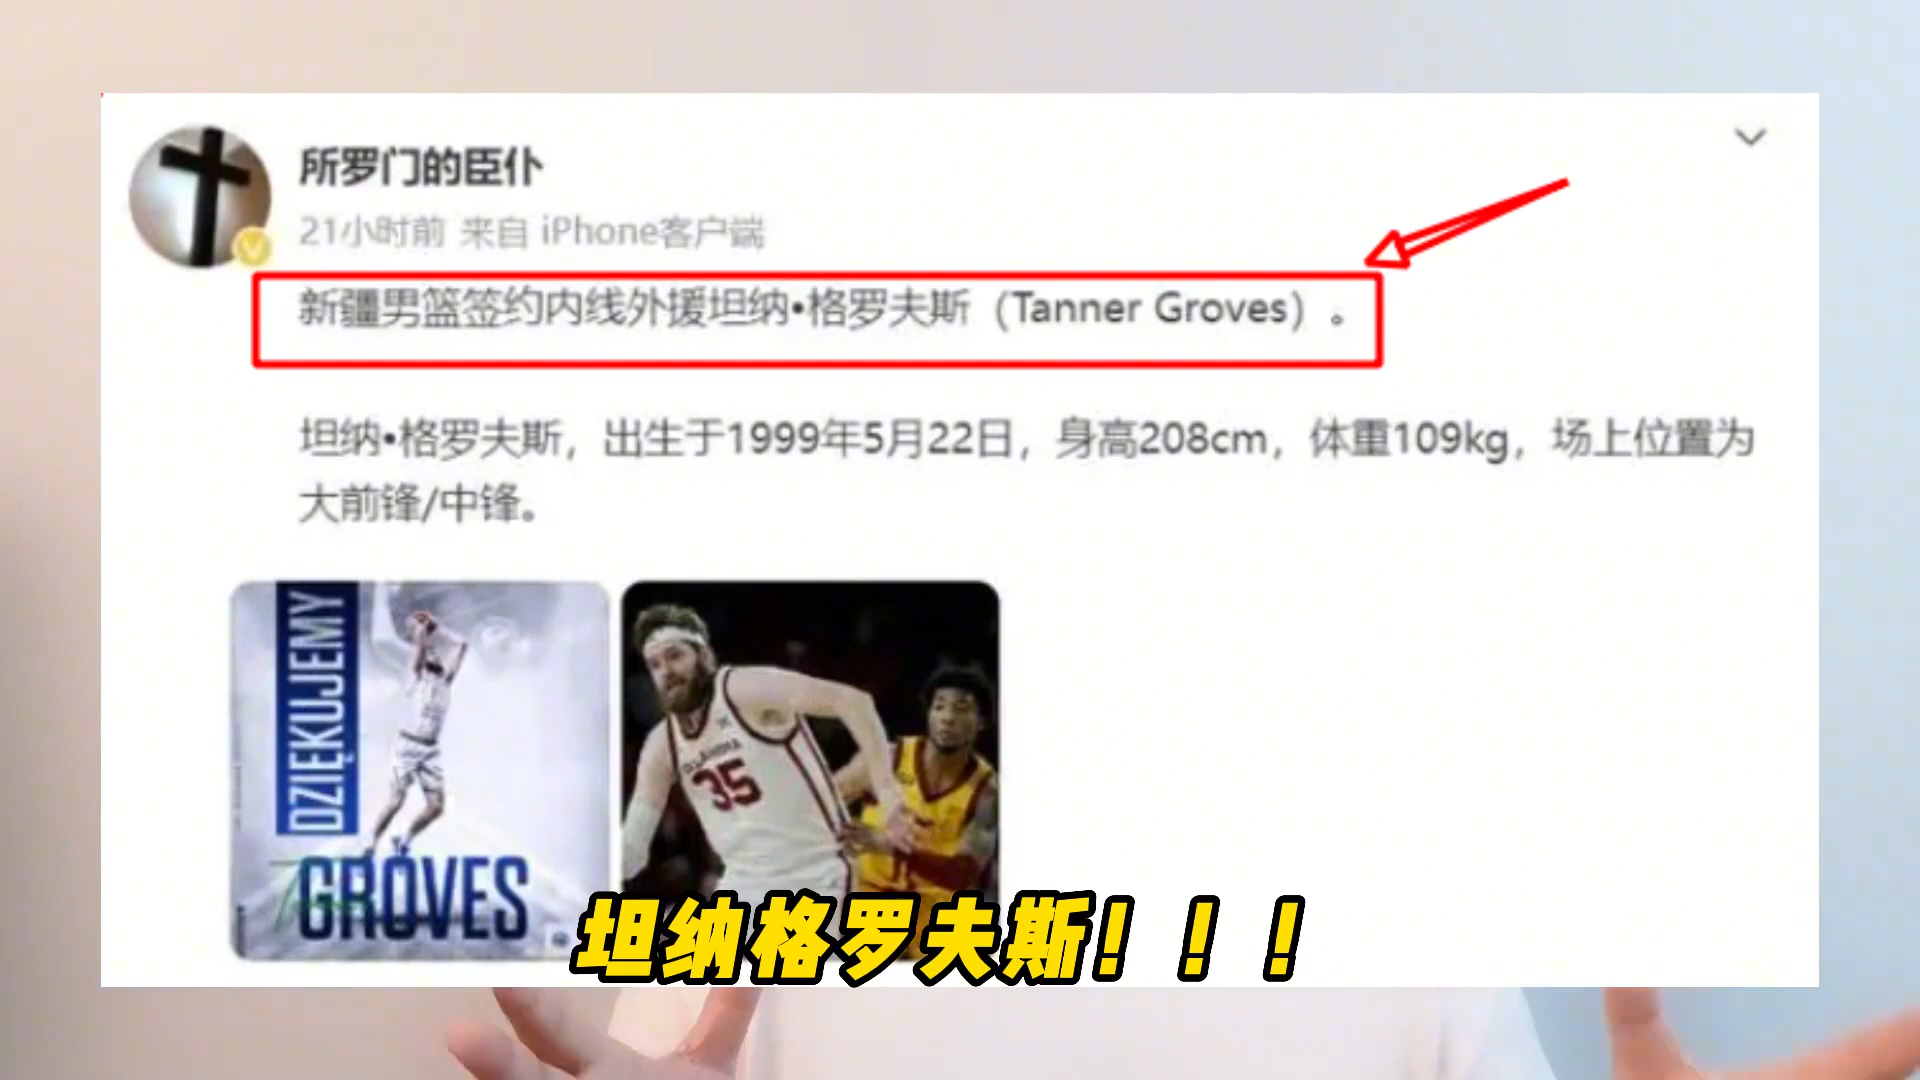 所罗门的臣仆
21小时前 来自 iPhone客户端
新疆男篮签约内线外援坦纳•格罗夫斯（Tanner Groves）。
坦纳•格罗夫斯，出生于1999年5月22日，身高208cm，体重109kg，场上位置为
大前锋/中锋。
DZIĘKUJEMY
GROVES
35
坦纳格罗夫斯！！！